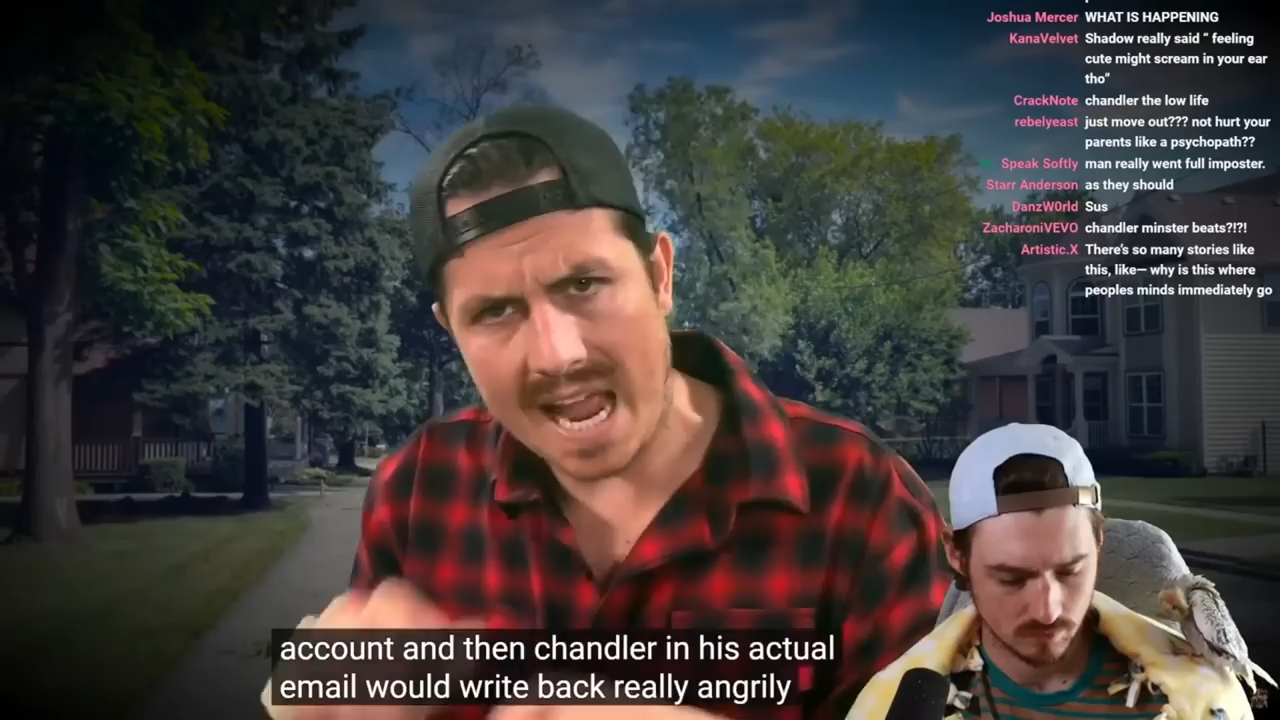 Joshua Mercer WHAT IS HAPPENING
KanaVelvet Shadow really said “ feeling
cute might scream in your ear
tho”
CrackNote chandler the low life
rebelyeast just move out??? not hurt your
parents like a psychopath??
Speak Softly man really went full imposter.
Starr Anderson as they should
DanzW0rld Sus
ZacharoniVEVO chandler minster beats?!?!
Artistic.X There’s so many stories like
this, like— why is this where
peoples minds immediately go
account and then chandler in his actual
email would write back really angrily